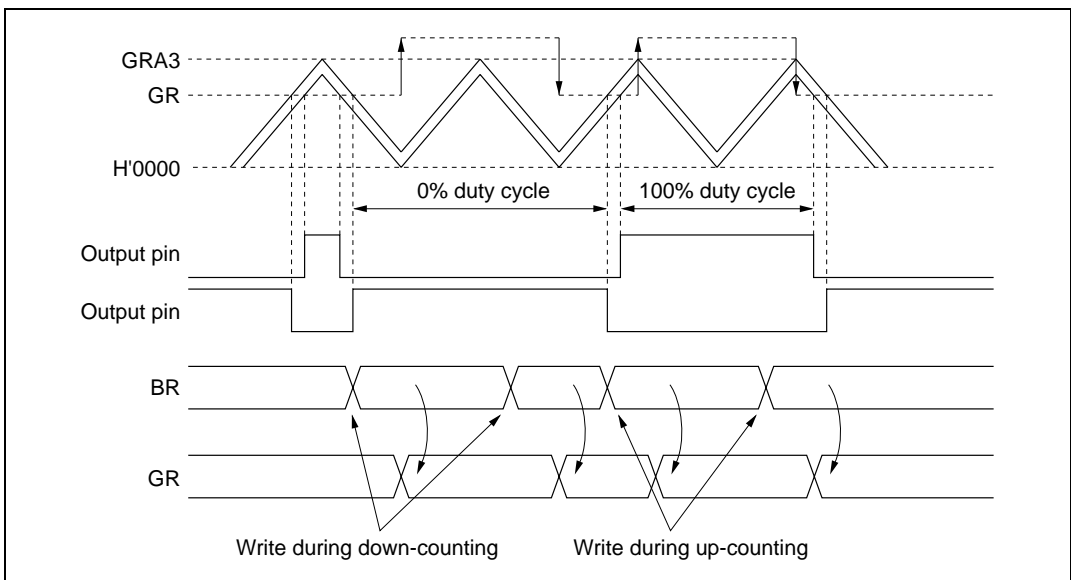 GRA3
GR
H'0000
0% duty cycle
100% duty cycle
Output pin
Output pin
BR
GR
Write during down-counting
Write during up-counting